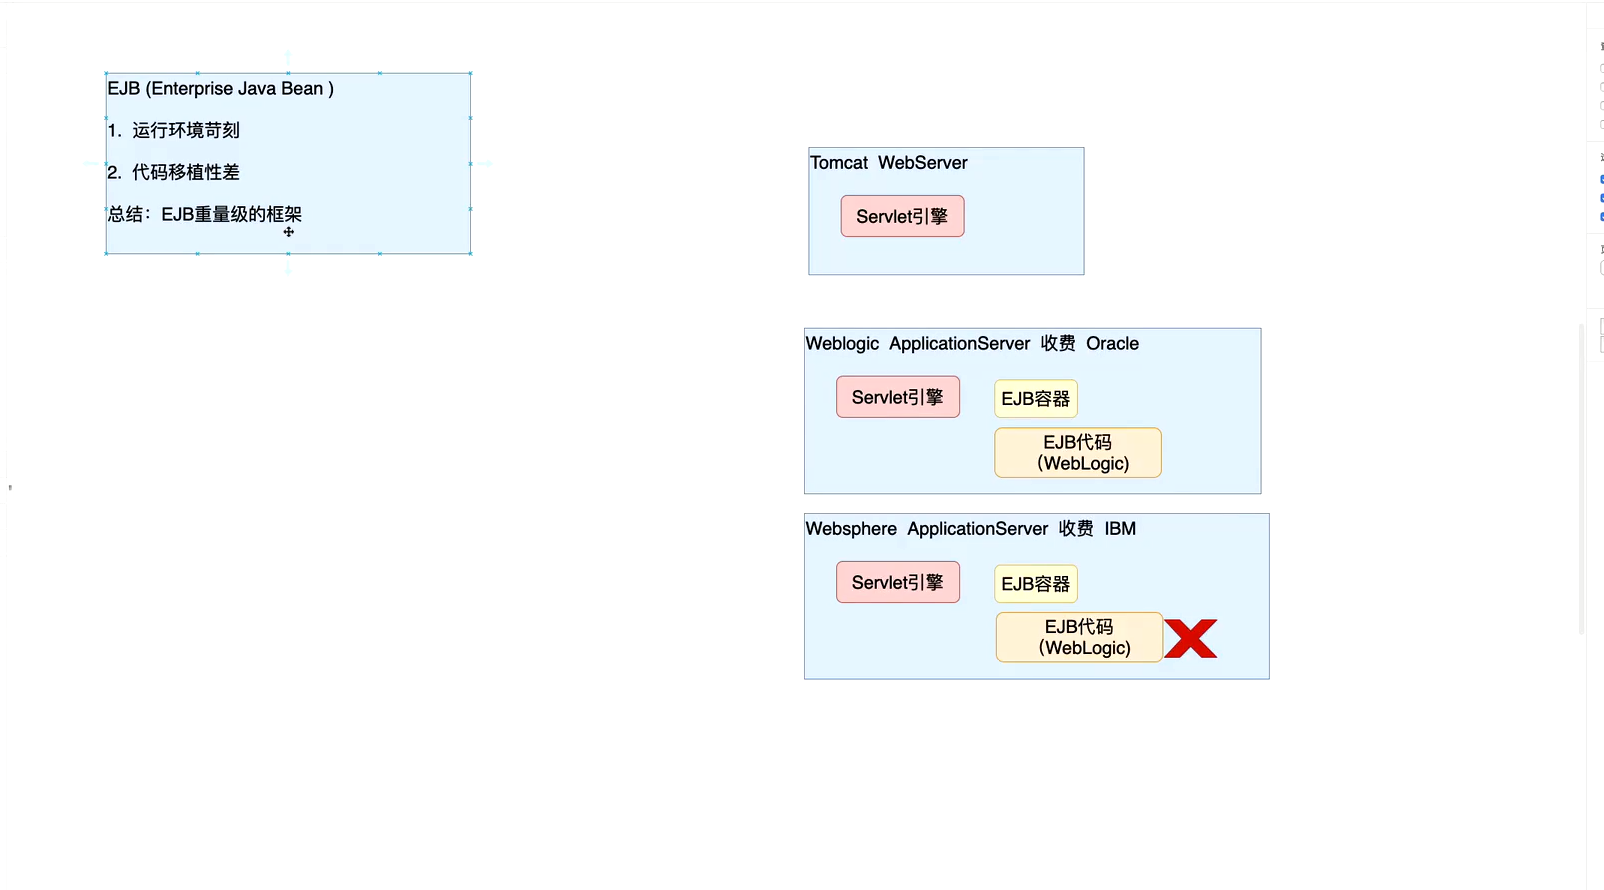 EJB (Enterprise Java Bean )
1. 运行环境苛刻
2. 代码移植性差
总结：EJB重量级的框架
Tomcat WebServer
Servlet引擎
Weblogic ApplicationServer 收费 Oracle
Servlet引擎
EJB容器
EJB代码
(WebLogic)
Websphere ApplicationServer 收费 IBM
Servlet引擎
EJB容器
EJB代码
(WebLogic)